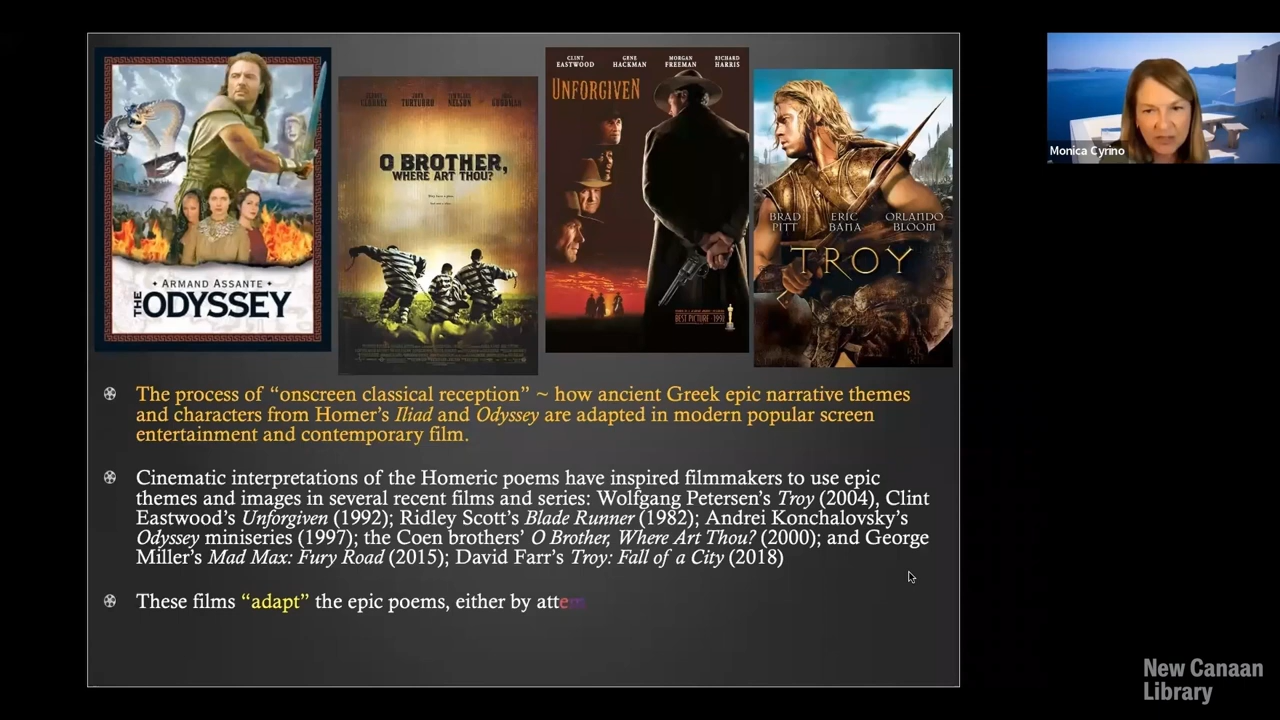 CLINT EASTWOOD GENE HACKMAN MORGAN FREEMAN RICHARD HARRIS
UNFORGIVEN
TURTURRO NELSON
O BROTHER,
WHERE ART THOU?
BRAD PITT ERIC BANA ORLANDO BLOOM
TROY
• ARMAND ASSANTE •
THE ODYSSEY
BEST PICTURE 1992
The process of “onscreen classical reception” ~ how ancient Greek epic narrative themes
and characters from Homer’s Iliad and Odyssey are adapted in modern popular screen
entertainment and contemporary film.
Cinematic interpretations of the Homeric poems have inspired filmmakers to use epic
themes and images in several recent films and series: Wolfgang Petersen’s Troy (2004), Clint
Eastwood’s Unforgiven (1992); Ridley Scott’s Blade Runner (1982); Andrei Konchalovsky’s
Odyssey miniseries (1997); the Coen brothers’ O Brother, Where Art Thou? (2000); and George
Miller’s Mad Max: Fury Road (2015); David Farr’s Troy: Fall of a City (2018)
These films “adapt” the epic poems, either by atte
Monica Cyrino
New Canaan
Library